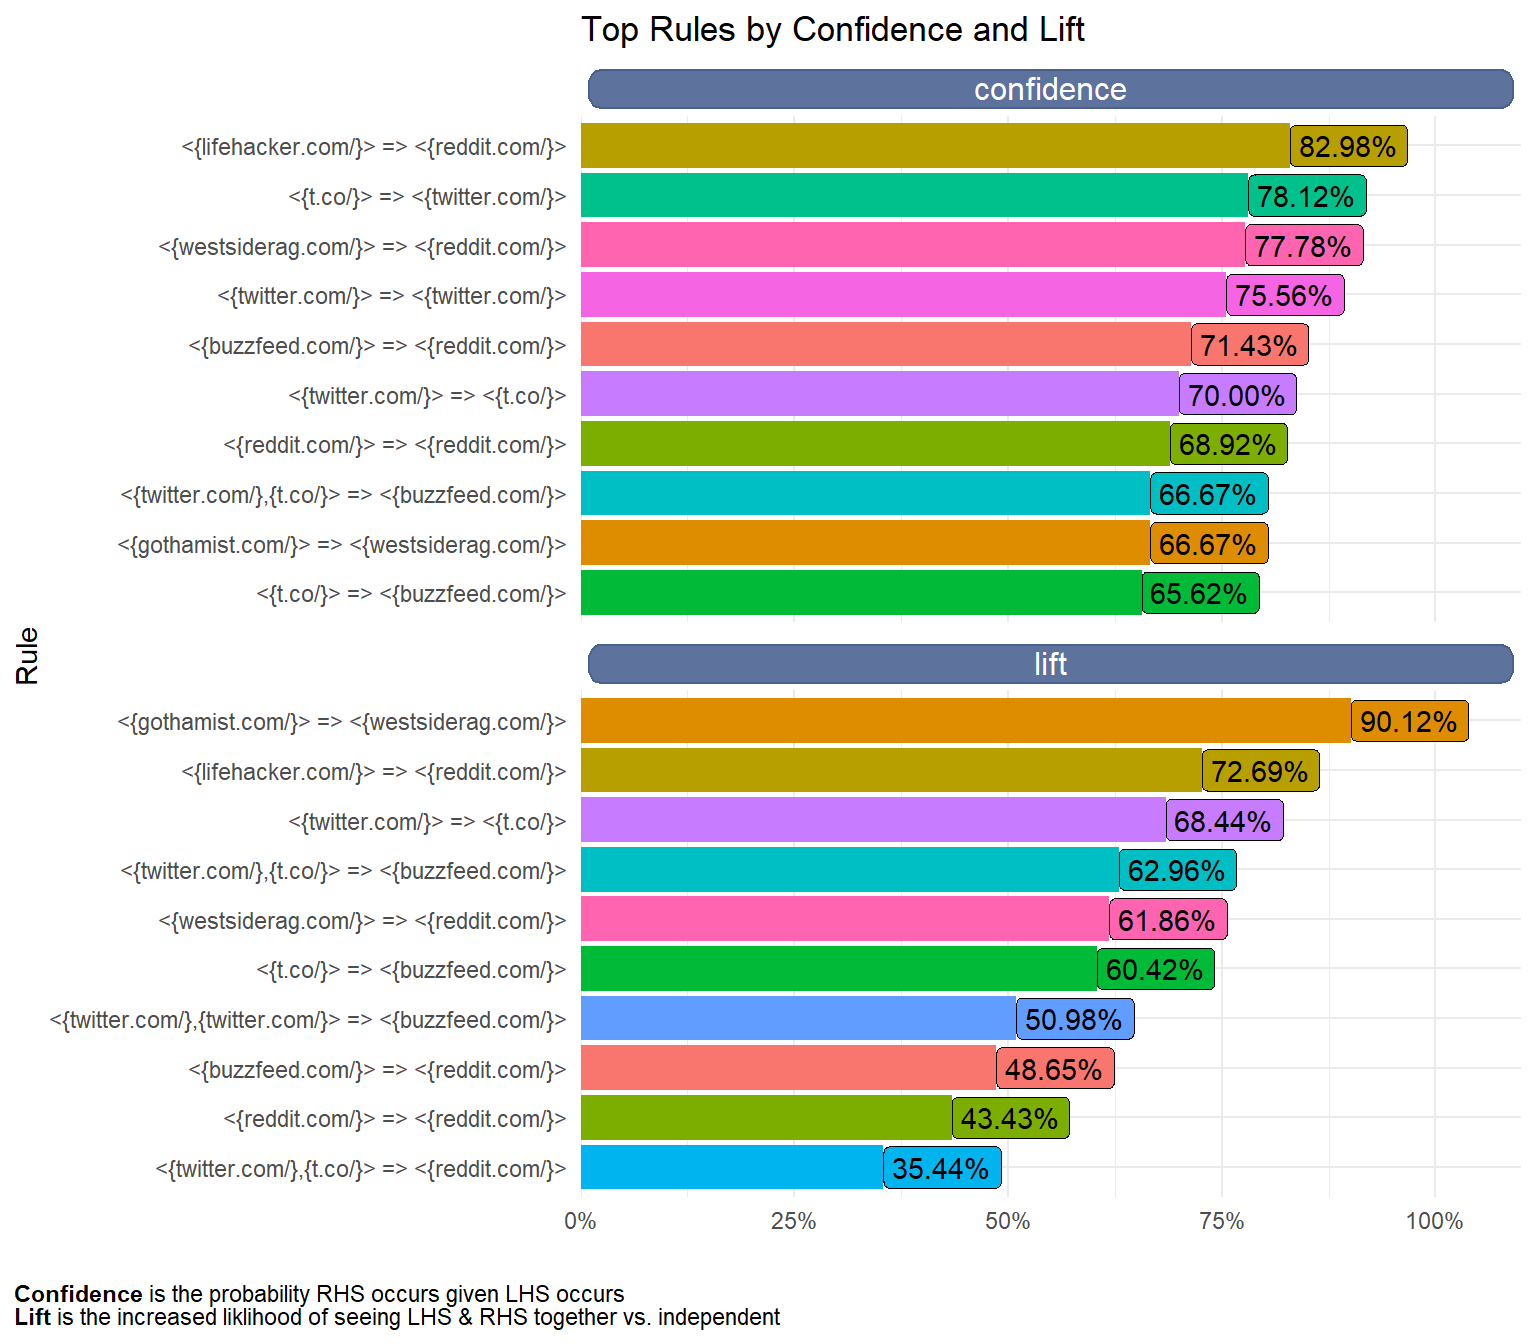 Top Rules by Confidence and Lift
confidence
<{lifehacker.com/}> => <{reddit.com/}> 82.98%
<{t.co/}> => <{twitter.com/}> 78.12%
<{westsiderag.com/}> => <{reddit.com/}> 77.78%
<{twitter.com/}> => <{twitter.com/}> 75.56%
<{buzzfeed.com/}> => <{reddit.com/}> 71.43%
<{twitter.com/}> => <{t.co/}> 70.00%
<{reddit.com/}> => <{reddit.com/}> 68.92%
<{twitter.com/},{t.co/}> => <{buzzfeed.com/}> 66.67%
<{gothamist.com/}> => <{westsiderag.com/}> 66.67%
<{t.co/}> => <{buzzfeed.com/}> 65.62%
Rule
lift
<{gothamist.com/}> => <{westsiderag.com/}> 90.12%
<{lifehacker.com/}> => <{reddit.com/}> 72.69%
<{twitter.com/}> => <{t.co/}> 68.44%
<{twitter.com/},{t.co/}> => <{buzzfeed.com/}> 62.96%
<{westsiderag.com/}> => <{reddit.com/}> 61.86%
<{t.co/}> => <{buzzfeed.com/}> 60.42%
<{twitter.com/},{twitter.com/}> => <{buzzfeed.com/}> 50.98%
<{buzzfeed.com/}> => <{reddit.com/}> 48.65%
<{reddit.com/}> => <{reddit.com/}> 43.43%
<{twitter.com/},{t.co/}> => <{reddit.com/}> 35.44%
0% 25% 50% 75% 100%
Confidence is the probability RHS occurs given LHS occurs
Lift is the increased liklihood of seeing LHS & RHS together vs. independent